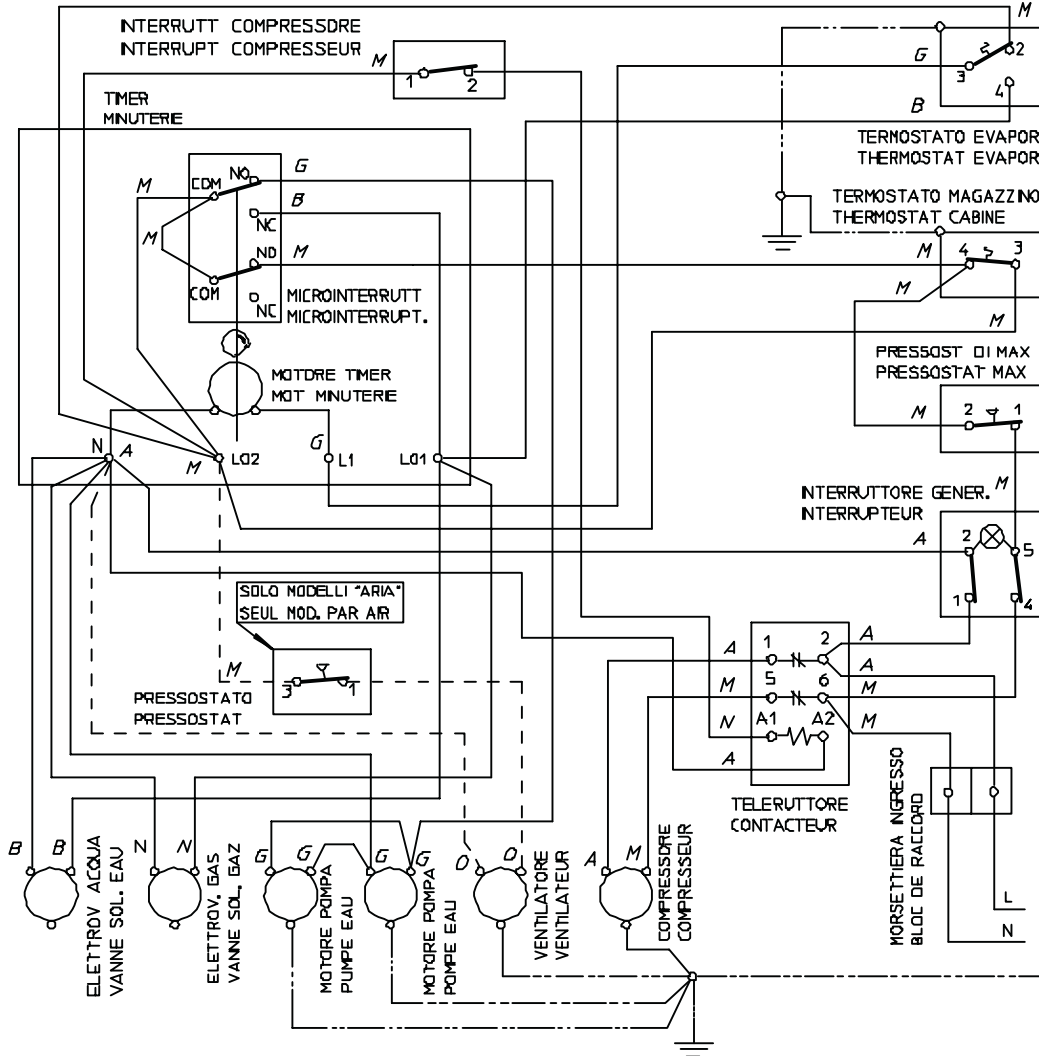 INTERRUTT COMPRESSORE
INTERRUPT COMPRESSEUR
M
1
2
M
2
G
3
4
B
TERMOSTATO EVAPOR
THERMOSTAT EVAPOR
TIMER
MINUTERIE
M
COM
NO
G
B
NC
M
NO
M
COM
NC
MICROINTERRUTT
MICROINTERRUPT.
TERMOSTATO MAGAZZINO
THERMOSTAT CABINE
M
4
3
M
M
MOTORE TIMER
MOT MINUTERIE
PRESSOST DI MAX
PRESSOSTAT MAX
M
2
1
N
A
M
LO2
G
L1
LO1
M
INTERRUTTORE GENER.
INTERRUPTEUR
A
2
5
1
4
SOLO MODELLI "ARIA"
SEUL MOD. PAR AIR
M
3
1
PRESSOSTATO
PRESSOSTAT
A
1
2
A
A
M
5
6
M
N
A1
A2
M
A
TELERUTTORE
CONTACTEUR
MORSETTIERA INGRESSO
BLOC DE RACCORD
L
N
B
B
ELETTROV ACQUA
VANNE SOL. EAU
N
N
ELETTROV. GAS
VANNE SOL. GAZ
G
G
MOTORE POMPA
PUMPE EAU
G
G
MOTORE POMPA
POMPE EAU
O
O
VENTILATORE
VENTILATEUR
A
M
COMPRESSORE
COMPRESSEUR